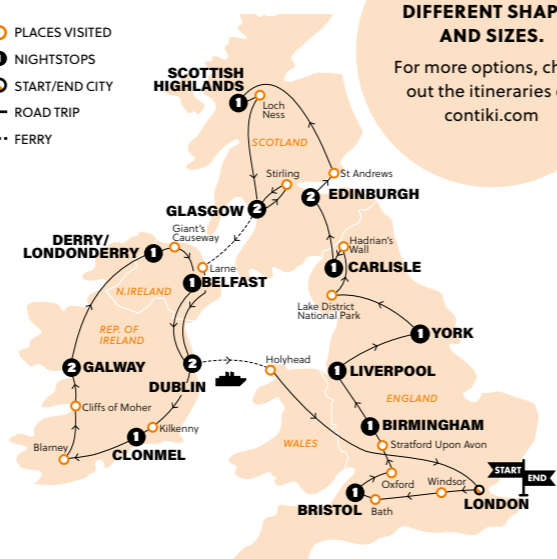 PLACES VISITED
1 NIGHTSTOPS
START/END CITY
ROAD TRIP
FERRY
DIFFERENT
AND SIZES.
For more options,
out the itineraries
contiki.com
SCOTTISH
HIGHLANDS
1
Loch
Ness
SCOTLAND
Stirling
St Andrews
2
EDINBURGH
GLASGOW
2
Giant's
Causeway
DERRY/
LONDONDERRY
1
Larne
1
BELFAST
Hadrian's
Wall
1
CARLISLE
N.IRELAND
Lake District
National Park
REP. OF
IRELAND
1
YORK
2
GALWAY
2
DUBLIN
Holyhead
1
LIVERPOOL
ENGLAND
Cliffs of Moher
Kilkenny
1
CLONMEL
Blarney
WALES
1
BIRMINGHAM
Stratford Upon Avon
Oxford
Windsor
START
END
LONDON
1
BRISTOL
Bath